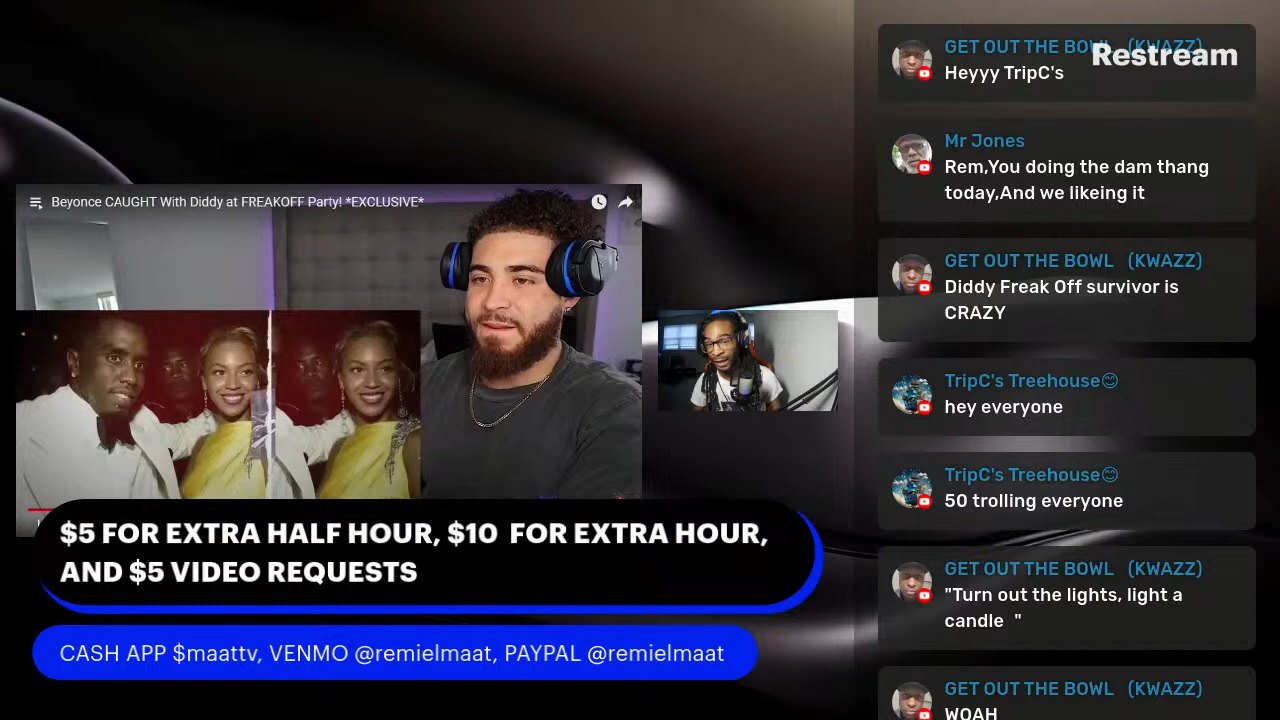 Beyonce CAUGHT With Diddy at FREAKOFF Party! *EXCLUSIVE*
$5 FOR EXTRA HALF HOUR, $10 FOR EXTRA HOUR,
AND $5 VIDEO REQUESTS
CASH APP $maattv, VENMO @remielmaat, PAYPAL @remielmaat
Restream
GET OUT THE BOWL (KWAZZ)
Heyyy TripC's
Mr Jones
Rem,You doing the dam thang
today,And we likeing it
GET OUT THE BOWL (KWAZZ)
Diddy Freak Off survivor is
CRAZY
TripC's Treehouse😊
hey everyone
TripC's Treehouse😊
50 trolling everyone
GET OUT THE BOWL (KWAZZ)
"Turn out the lights, light a
candle "
GET OUT THE BOWL (KWAZZ)
WOAH